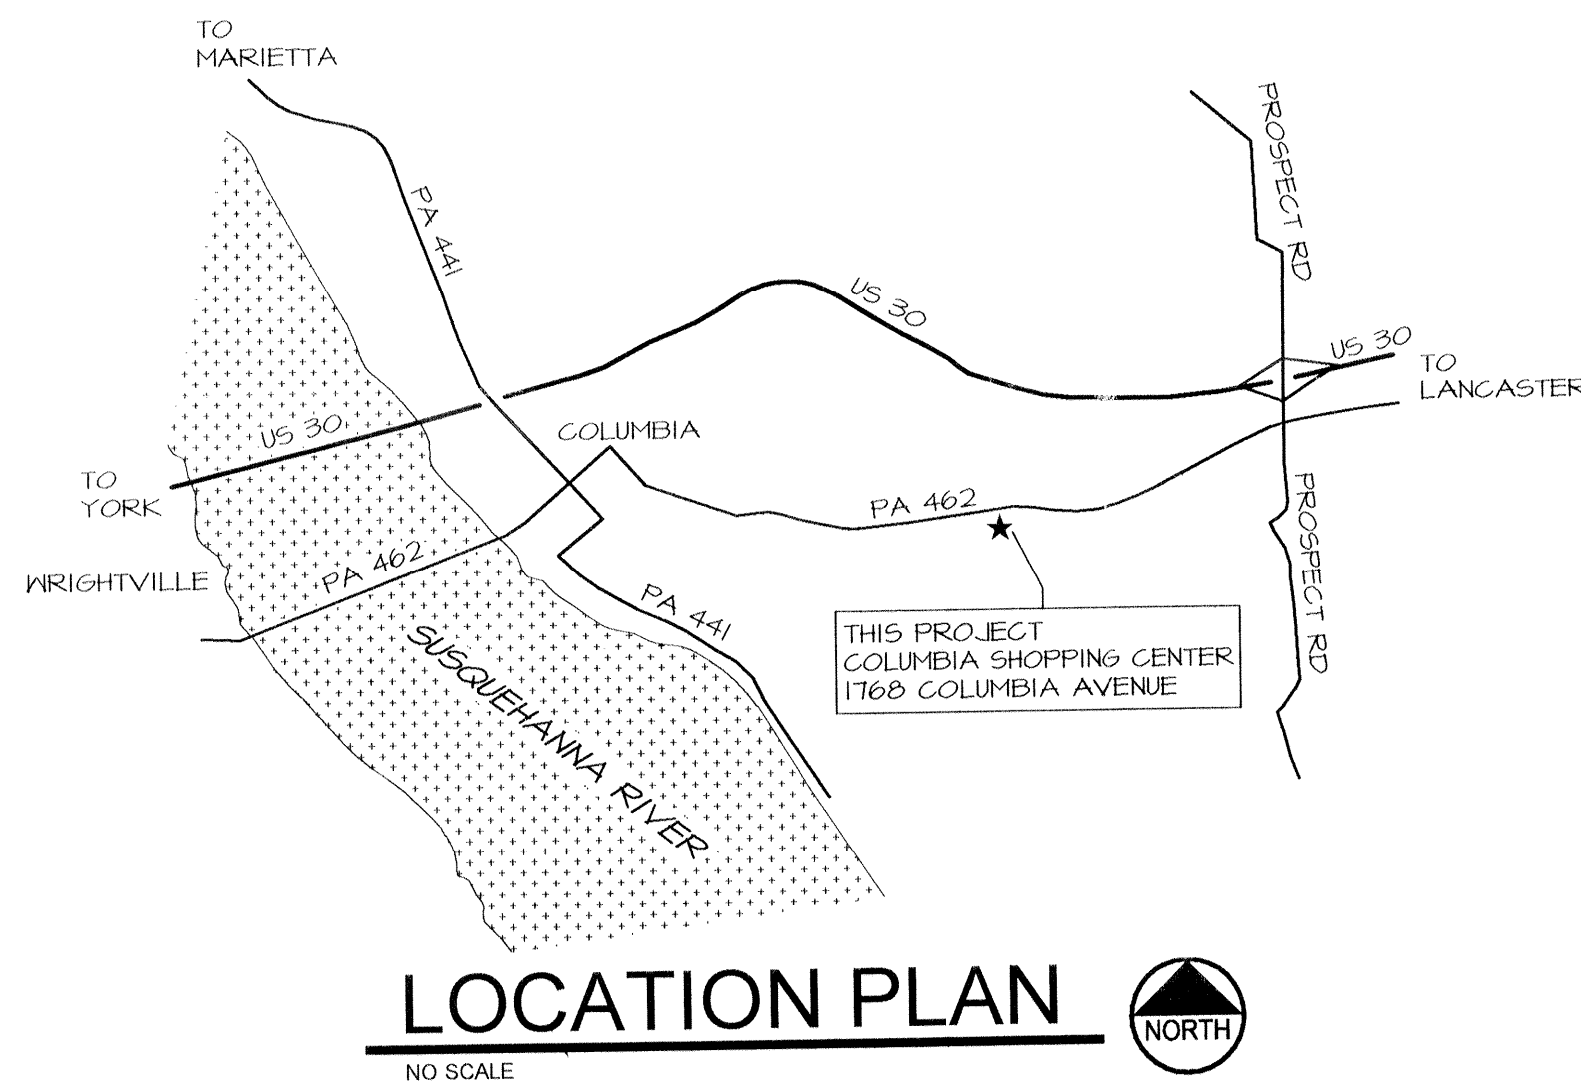 TO
MARIETTA
PA 441
PROSPECT RD
US 30
US 30
TO
LANCASTER
US 30
COLUMBIA
TO
YORK
PA 462
PROSPECT RD
WRIGHTVILLE
PA 462
PA 441
THIS PROJECT
COLUMBIA SHOPPING CENTER
1768 COLUMBIA AVENUE
SUSQUEHANNA RIVER
LOCATION PLAN
NORTH
NO SCALE